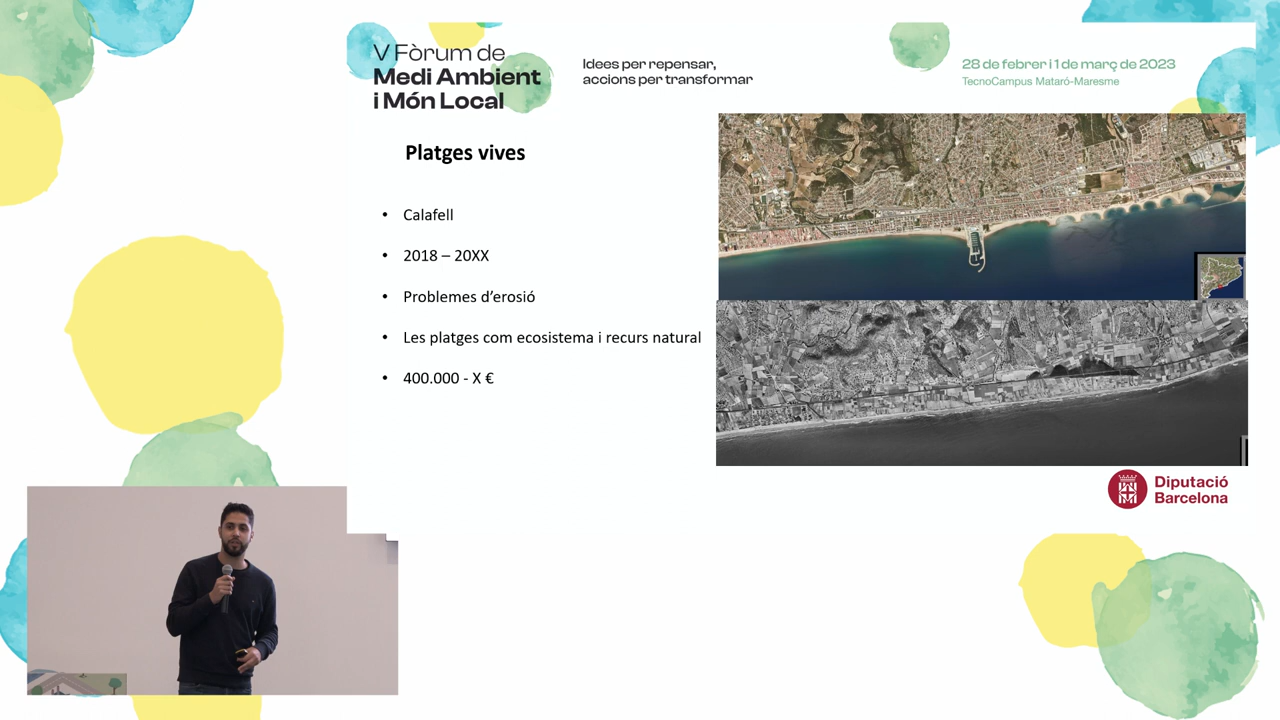 V Fòrum de
Medi Ambient
i Món Local
Idees per repensar,
accions per transformar
28 de febrer i 1 de març de 2023
TecnoCampus Mataró-Maresme
Platges vives
• Calafell
• 2018 – 20XX
• Problemes d'erosió
• Les platges com ecosistema i recurs natural
• 400.000 - X €
Diputació
Barcelona